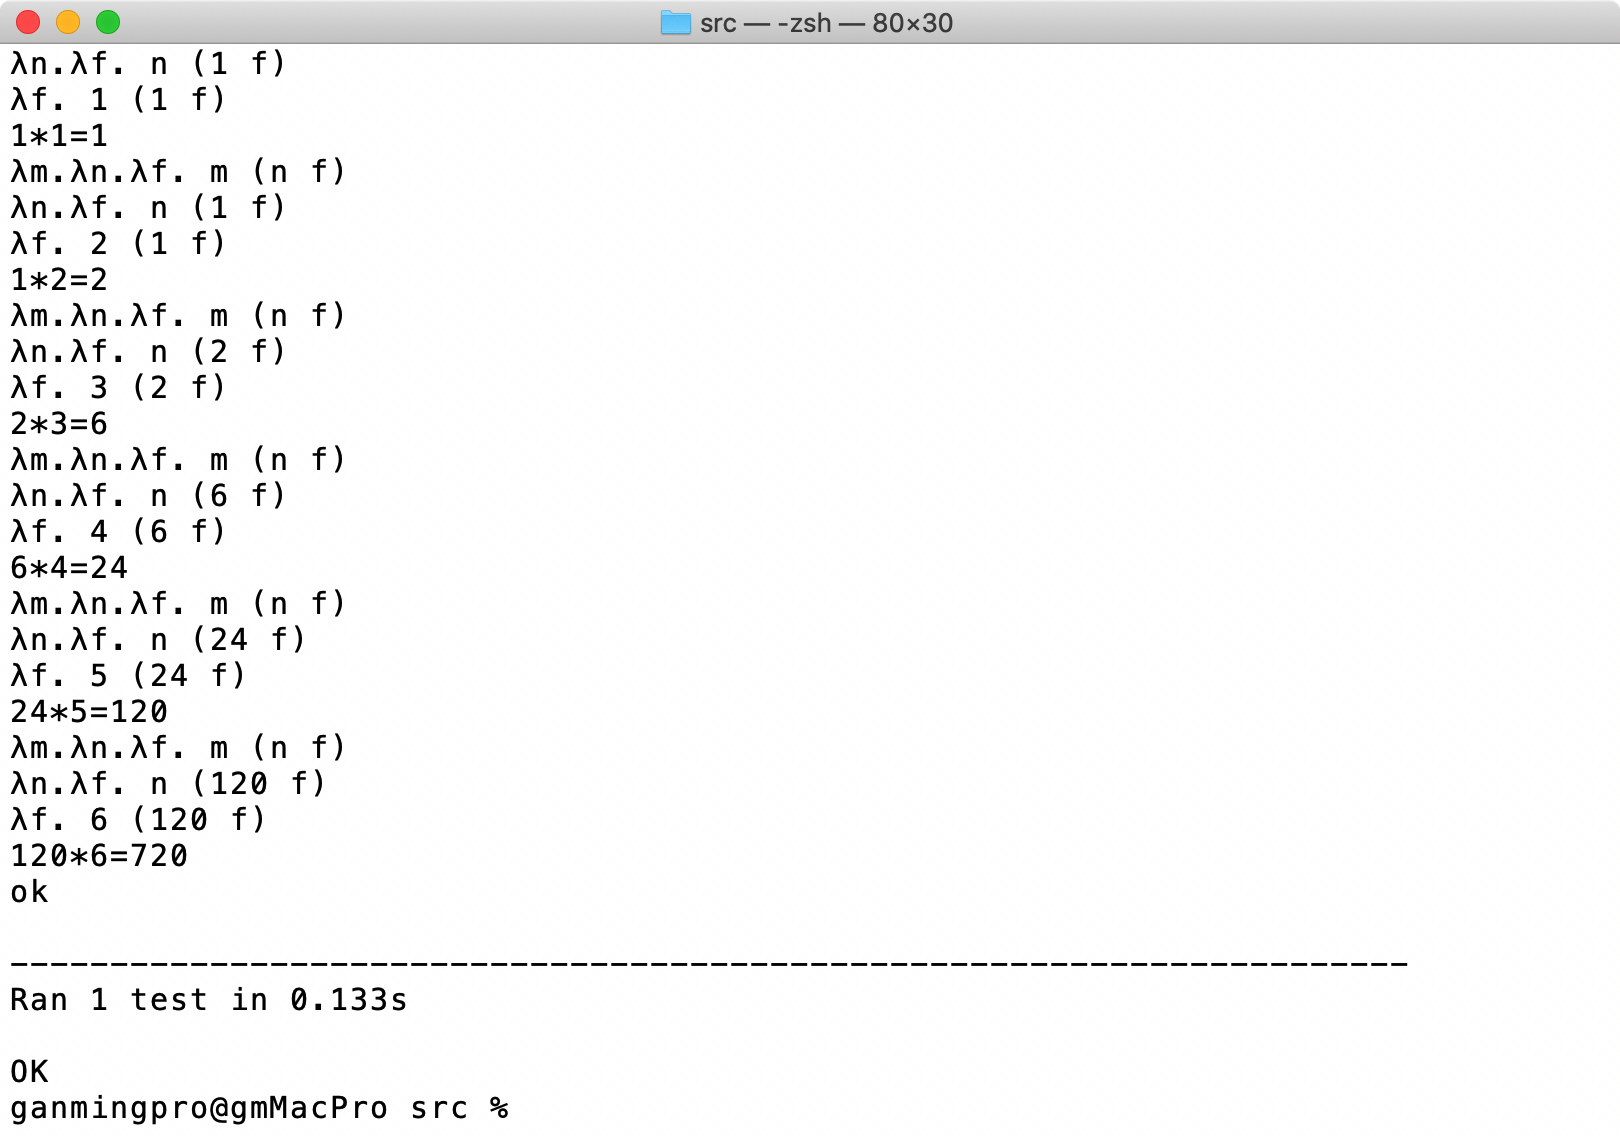 src — -zsh — 80×30
λn.λf. n (1 f)
λf. 1 (1 f)
1*1=1
λm.λn.λf. m (n f)
λn.λf. n (1 f)
λf. 2 (1 f)
1*2=2
λm.λn.λf. m (n f)
λn.λf. n (2 f)
λf. 3 (2 f)
2*3=6
λm.λn.λf. m (n f)
λn.λf. n (6 f)
λf. 4 (6 f)
6*4=24
λm.λn.λf. m (n f)
λn.λf. n (24 f)
λf. 5 (24 f)
24*5=120
λm.λn.λf. m (n f)
λn.λf. n (120 f)
λf. 6 (120 f)
120*6=720
ok
----------------------------------------------------------------------
Ran 1 test in 0.133s
OK
ganmingpro@gmMacPro src %